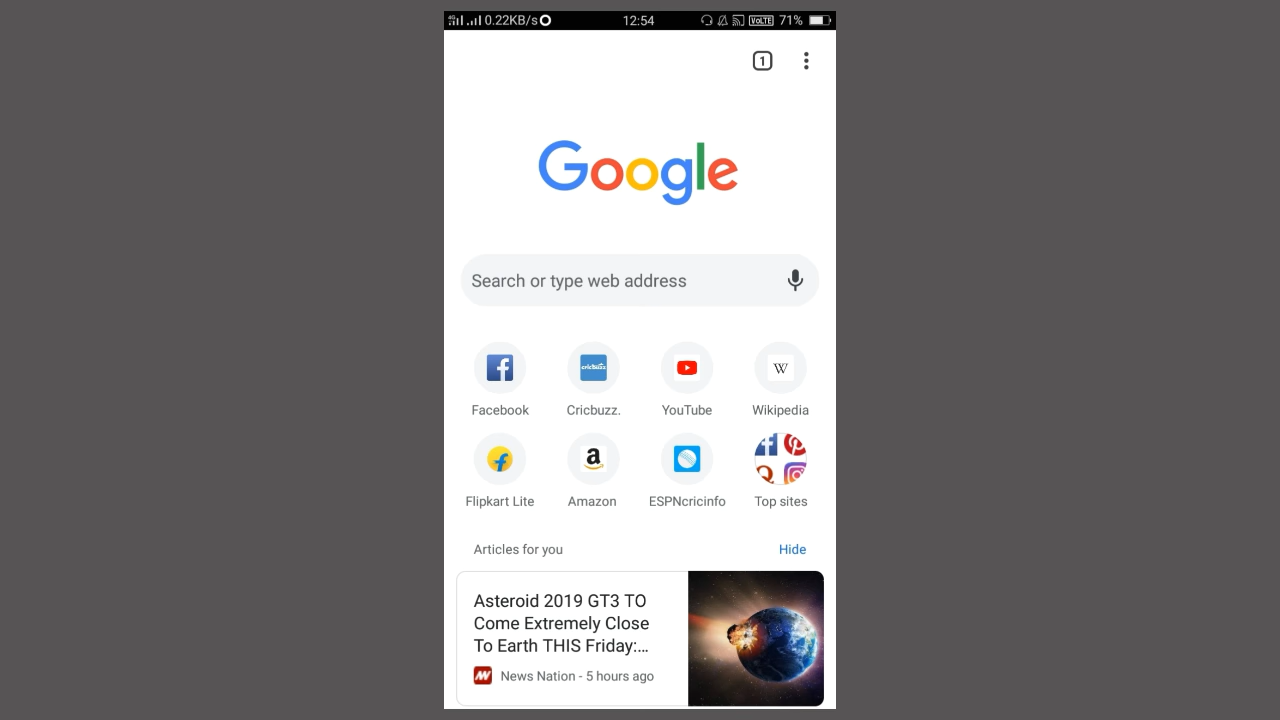 4G 0.22KB/s 12:54 VoLTE 71%
1
Google
Search or type web address
f cricbuzz W
Facebook Cricbuzz. YouTube Wikipedia
f a f
Flipkart Lite Amazon ESPNcricinfo Top sites
Articles for you Hide
Asteroid 2019 GT3 TO
Come Extremely Close
To Earth THIS Friday:...
News Nation - 5 hours ago